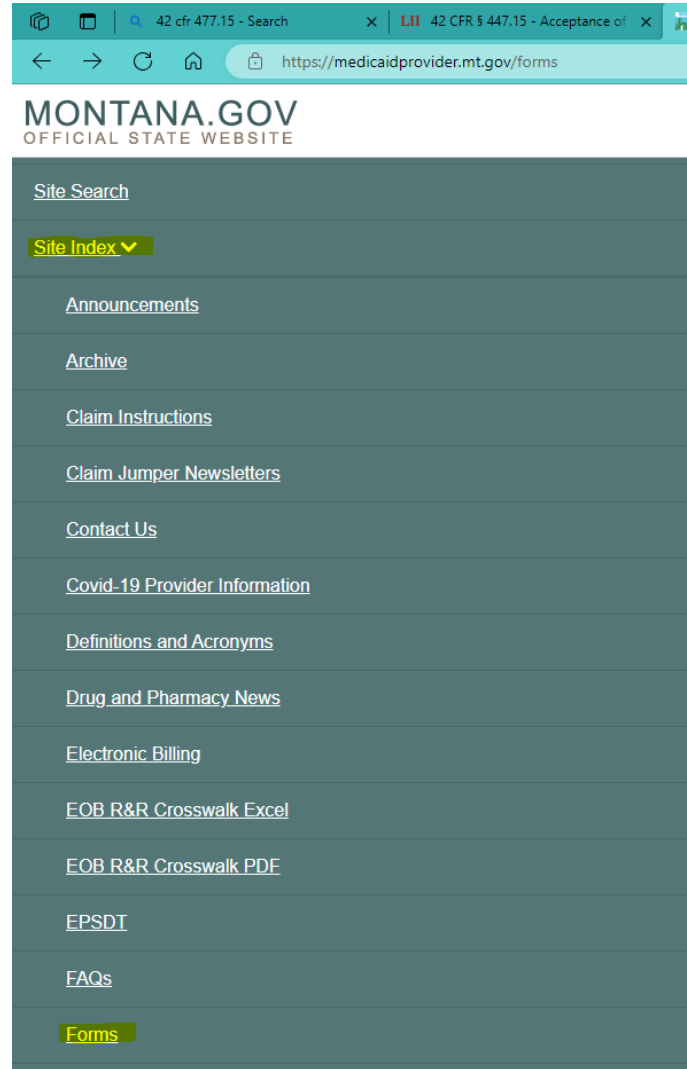 42 cfr 477.15 - Search
LII 42 CFR § 447.15 - Acceptance of
https://medicaidprovider.mt.gov/forms
MONTANA.GOV
OFFICIAL STATE WEBSITE
Site Search
Site Index
Announcements
Archive
Claim Instructions
Claim Jumper Newsletters
Contact Us
Covid-19 Provider Information
Definitions and Acronyms
Drug and Pharmacy News
Electronic Billing
EOB R&R Crosswalk Excel
EOB R&R Crosswalk PDF
EPSDT
FAQs
Forms